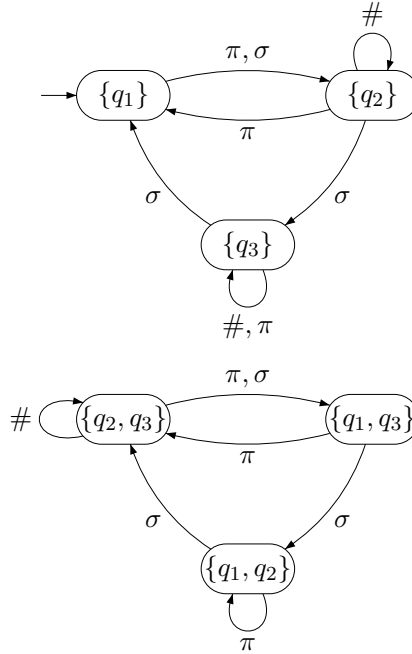 #
π, σ
{q₁} {q₂}
π
σ σ
{q₃}
#, π
π, σ
# {q₂, q₃} {q₁, q₃}
π
σ σ
{q₁, q₂}
π